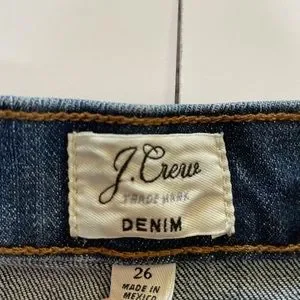 J.Crew
TRADE MARK
DENIM
26
MADE IN
MEXICO